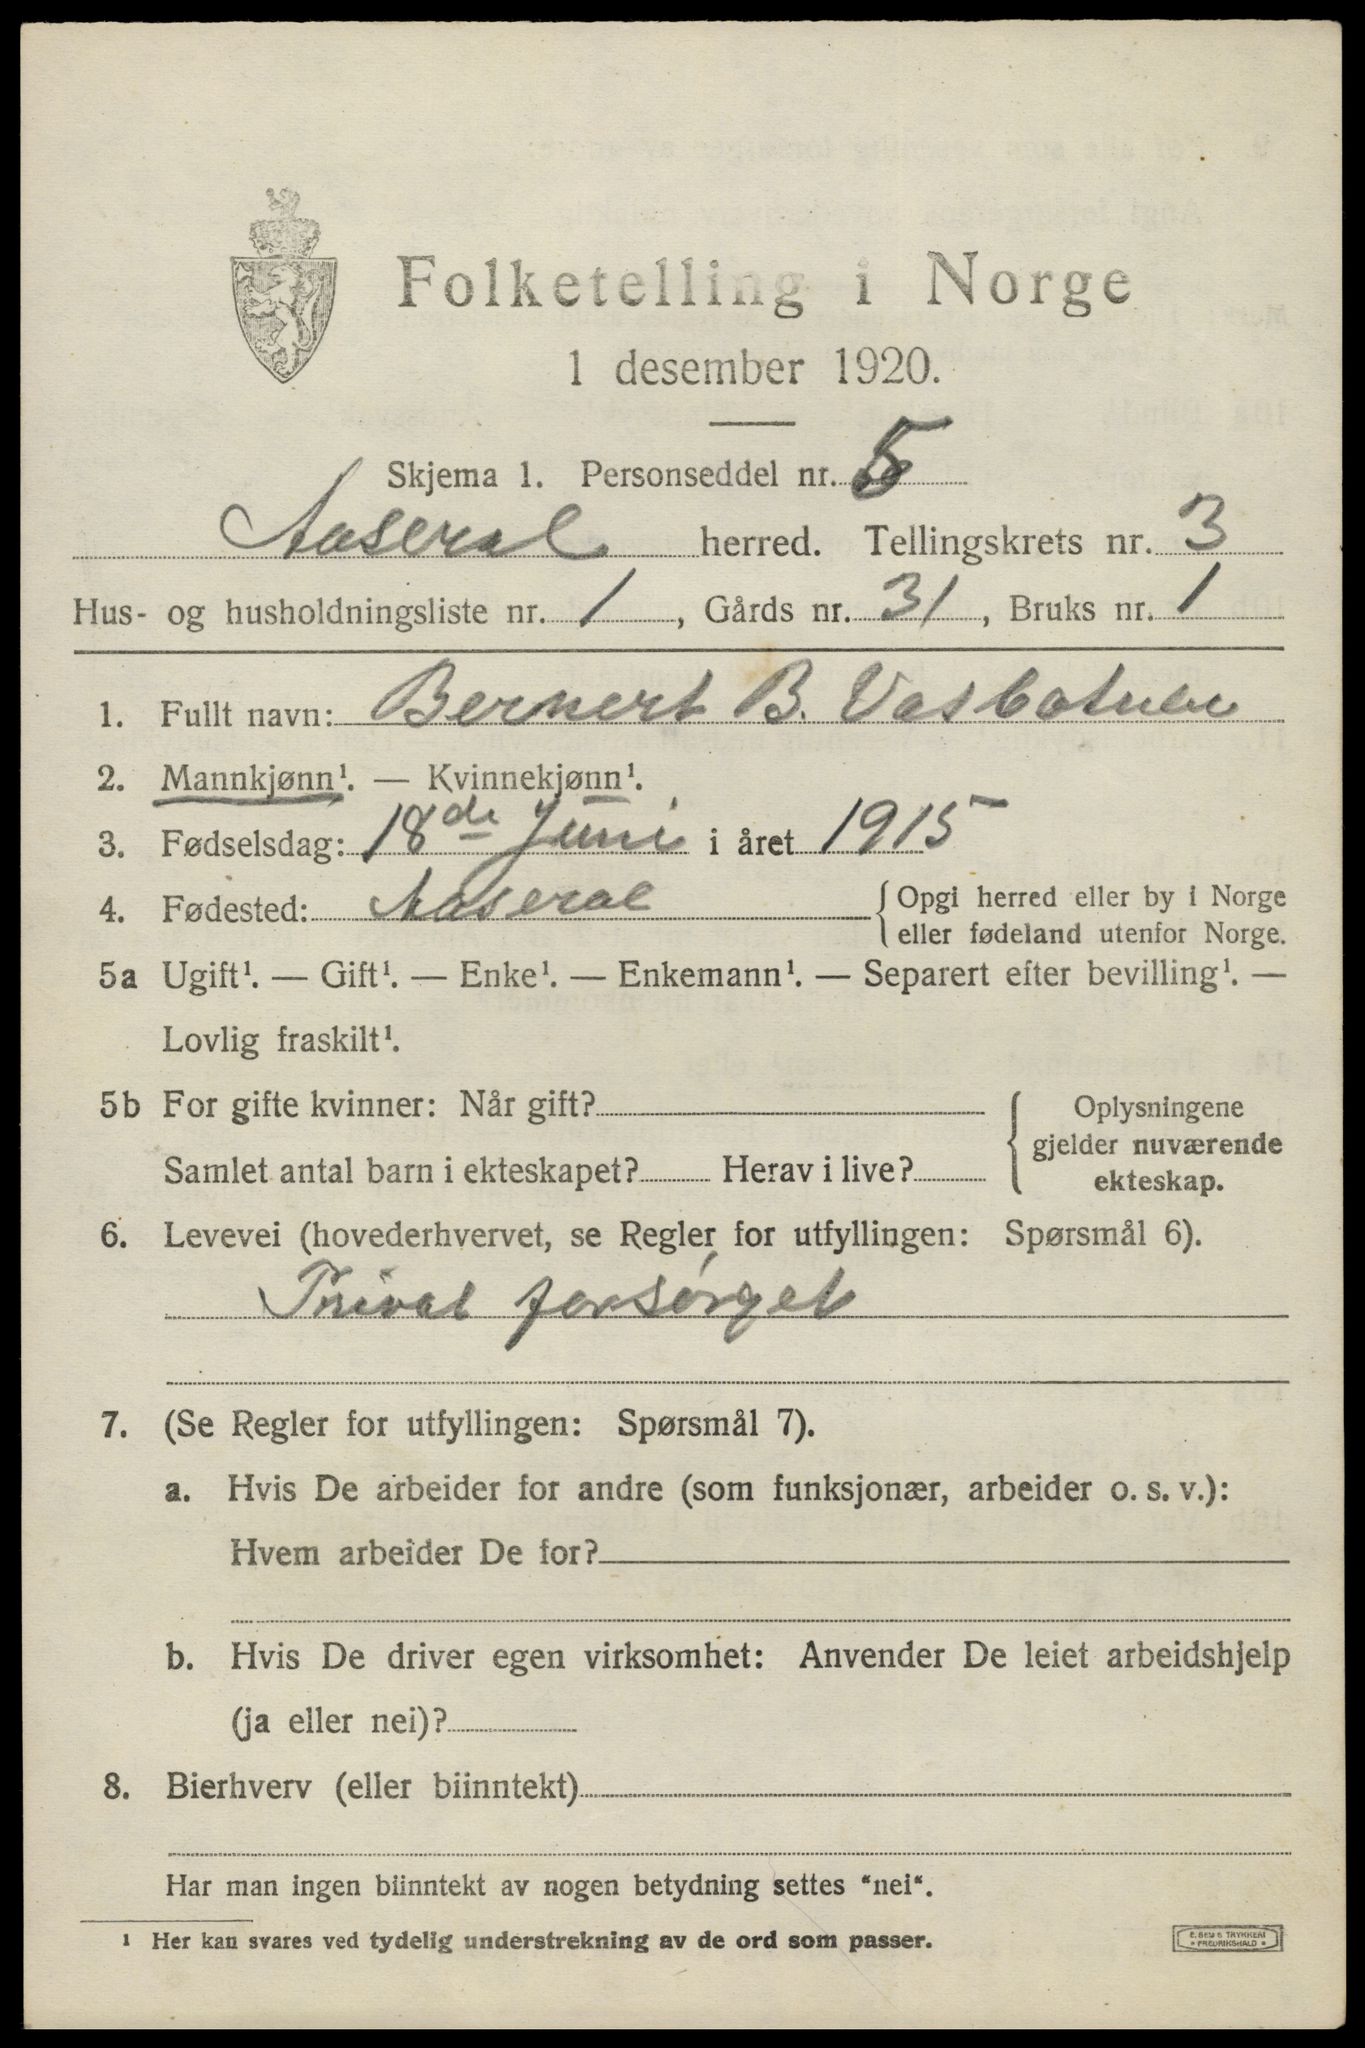 Folketelling i Norge
1 desember 1920.
Skjema 1. Personseddel nr. 5
Aaseral herred. Tellingskrets nr. 3
Hus- og husholdningsliste nr. 1, Gårds nr. 31, Bruks nr. 1
1. Fullt navn: Bernert B.
2. Mannkjønn¹. — Kvinnekjønn¹.
3. Fødselsdag: 18de Juni i året 1915
4. Fødested: Aaseral {Opgi herred eller by i Norge
eller fødeland utenfor Norge.
5a Ugift¹. — Gift¹. — Enke¹. — Enkemann¹. — Separert efter bevilling¹. —
Lovlig fraskilt¹.
5b For gifte kvinner: Når gift?
Samlet antal barn i ekteskapet? Herav i live?
{Oplysningene
gjelder nuværende
ekteskap.
6. Levevei (hovederhvervet, se Regler for utfyllingen: Spørsmål 6).
Privat forsørget
7. (Se Regler for utfyllingen: Spørsmål 7).
a. Hvis De arbeider for andre (som funksjonær, arbeider o. s. v.):
Hvem arbeider De for?
b. Hvis De driver egen virksomhet: Anvender De leiet arbeidshjelp
(ja eller nei)?
8. Bierhverv (eller biinntekt)
Har man ingen biinntekt av nogen betydning settes "nei".
¹ Her kan svares ved tydelig understrekning av de ord som passer.
E. SEM'S TRYKKERI
• FREDRIKSHALD •